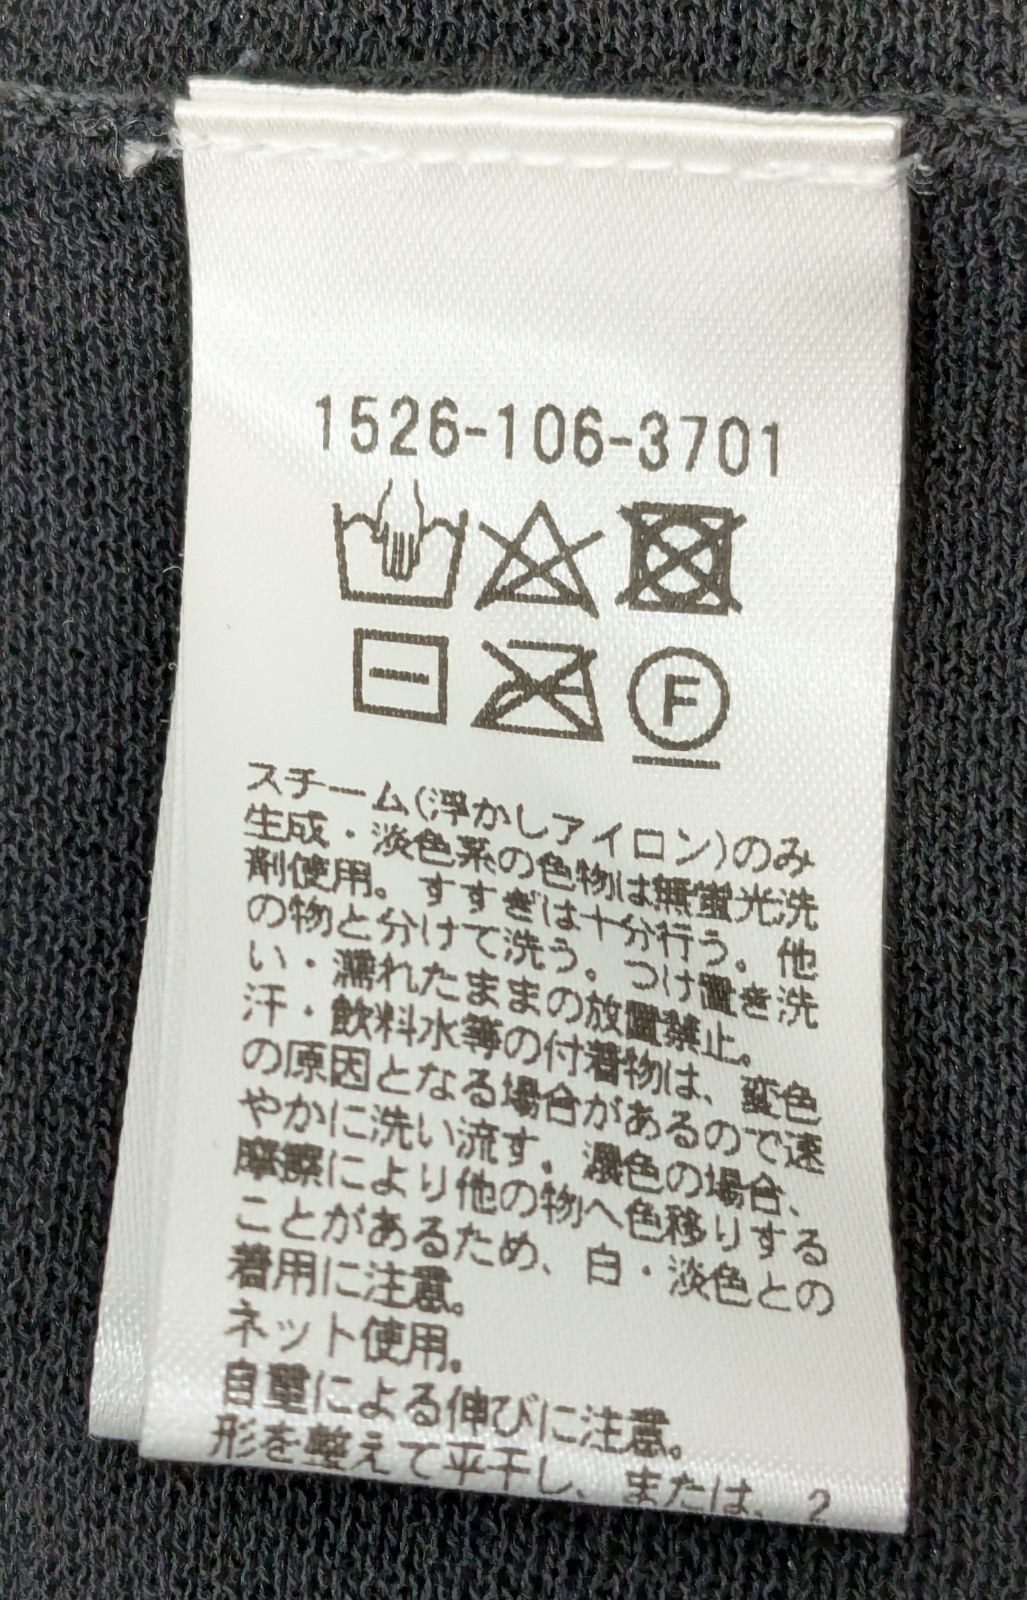 1526-106-3701
F
スチーム(浮かしアイロン)のみ
生成・淡色系の色物は無蛍光洗
剤使用。すすぎは十分行う。他
の物と分けて洗う。つけ置き洗
い・濡れたままの放置禁止。
汗・飲料水等の付着物は、変色
の原因となる場合があるので速
やかに洗い流す。濃色の場合、
摩擦により他の物へ色移りする
ことがあるため、白・淡色との
着用に注意。
ネット使用。
自重による伸びに注意。
形を整えて平干し、または、2